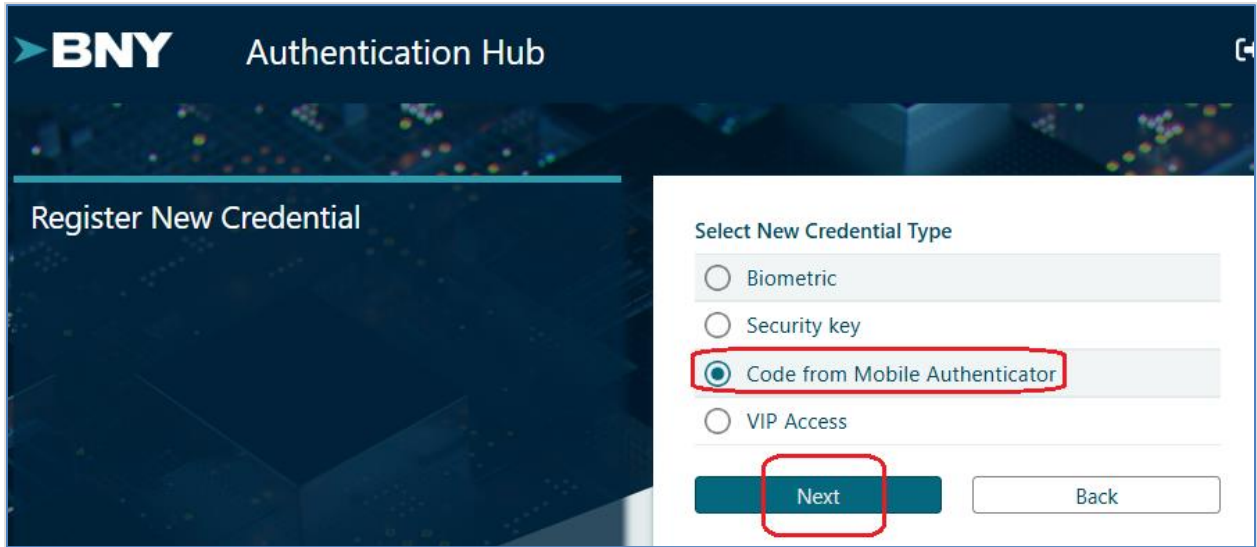 BNY Authentication Hub
Register New Credential
Select New Credential Type
Biometric
Security key
Code from Mobile Authenticator
VIP Access
Next Back